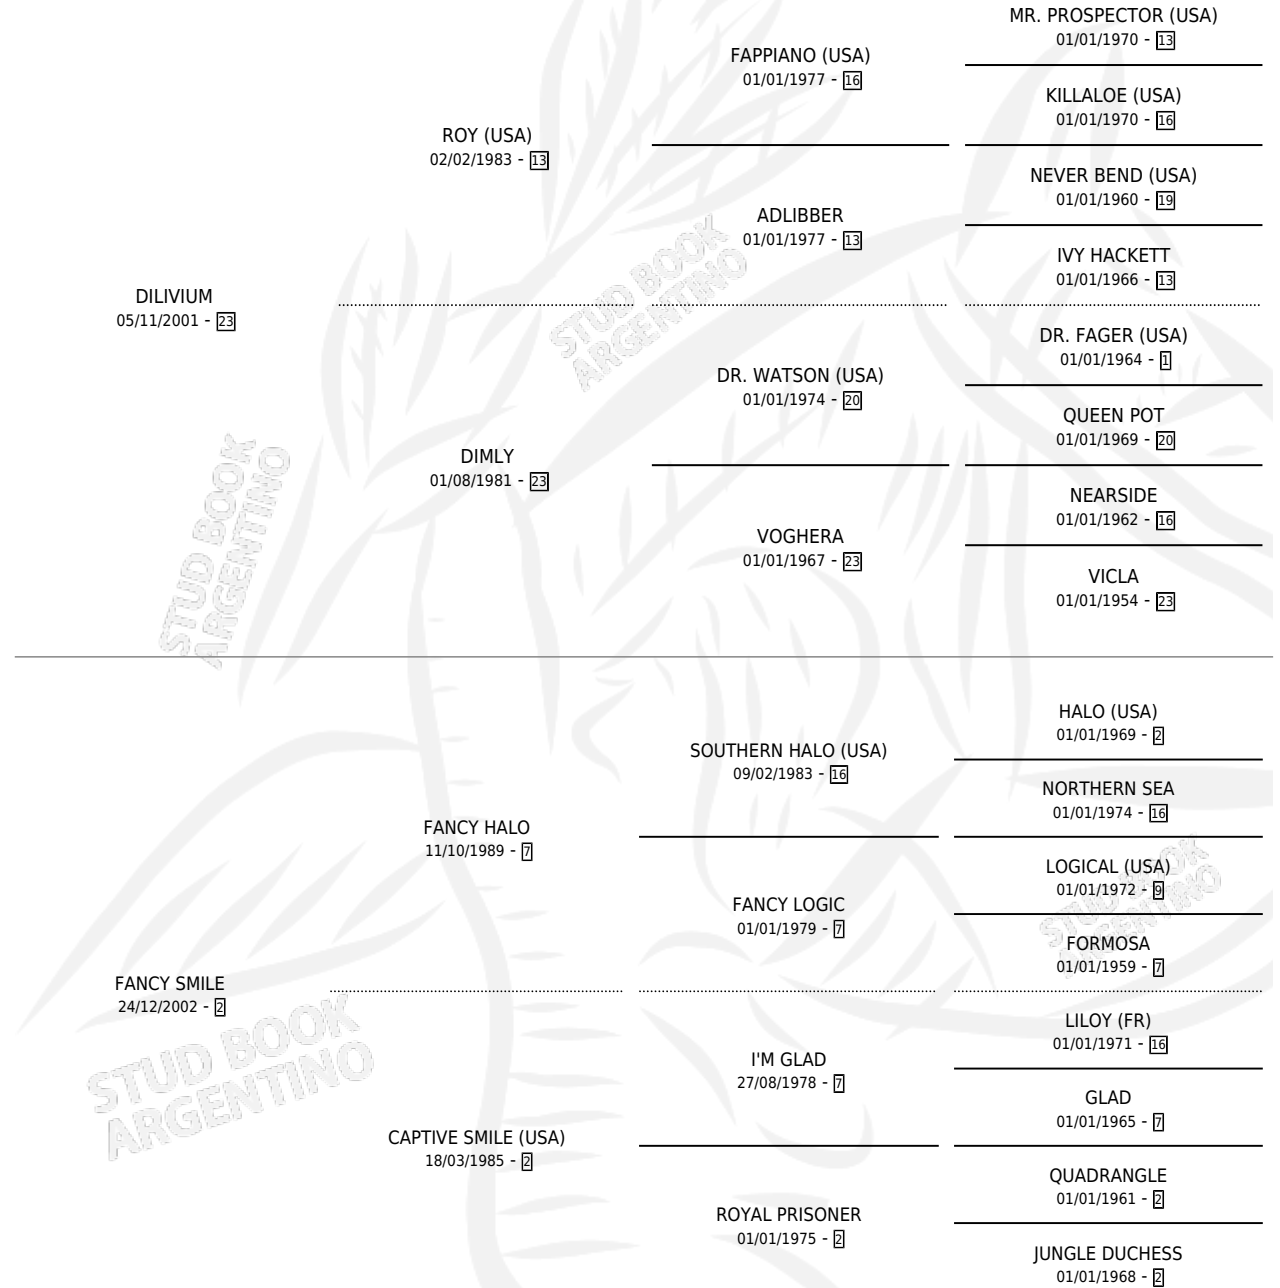 MR. PROSPECTOR (USA)
01/01/1970 - 13
FAPPIANO (USA)
01/01/1977 - 16
KILLALOE (USA)
01/01/1970 - 16
ROY (USA)
02/02/1983 - 13
NEVER BEND (USA)
01/01/1960 - 19
ADLIBBER
01/01/1977 - 13
IVY HACKETT
01/01/1966 - 13
DILIVIUM
05/11/2001 - 23
DR. FAGER (USA)
01/01/1964 - 1
DR. WATSON (USA)
01/01/1974 - 20
QUEEN POT
01/01/1969 - 20
DIMLY
01/08/1981 - 23
NEARSIDE
01/01/1962 - 16
VOGHERA
01/01/1967 - 23
VICLA
01/01/1954 - 23
STUD BOOK
ARGENTINO
STUD BOOK
ARGENTINO
HALO (USA)
01/01/1969 - 2
SOUTHERN HALO (USA)
09/02/1983 - 16
NORTHERN SEA
01/01/1974 - 16
FANCY HALO
11/10/1989 - 7
LOGICAL (USA)
01/01/1972 - 9
FANCY LOGIC
01/01/1979 - 7
FORMOSA
01/01/1959 - 7
FANCY SMILE
24/12/2002 - 2
LILOY (FR)
01/01/1971 - 16
I'M GLAD
27/08/1978 - 7
GLAD
01/01/1965 - 7
CAPTIVE SMILE (USA)
18/03/1985 - 2
QUADRANGLE
01/01/1961 - 2
ROYAL PRISONER
01/01/1975 - 2
JUNGLE DUCHESS
01/01/1968 - 2
STUD BOOK
ARGENTINO
STUD BOOK
ARGENTINO